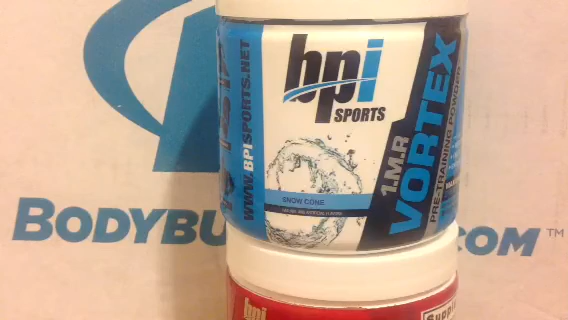 bpi
SPORTS
WWW.BPISPORTS.NET
1.M.R
VORTEX
PRE-TRAINING POWDER
SNOW CONE
BODYBU
COM™
bpi